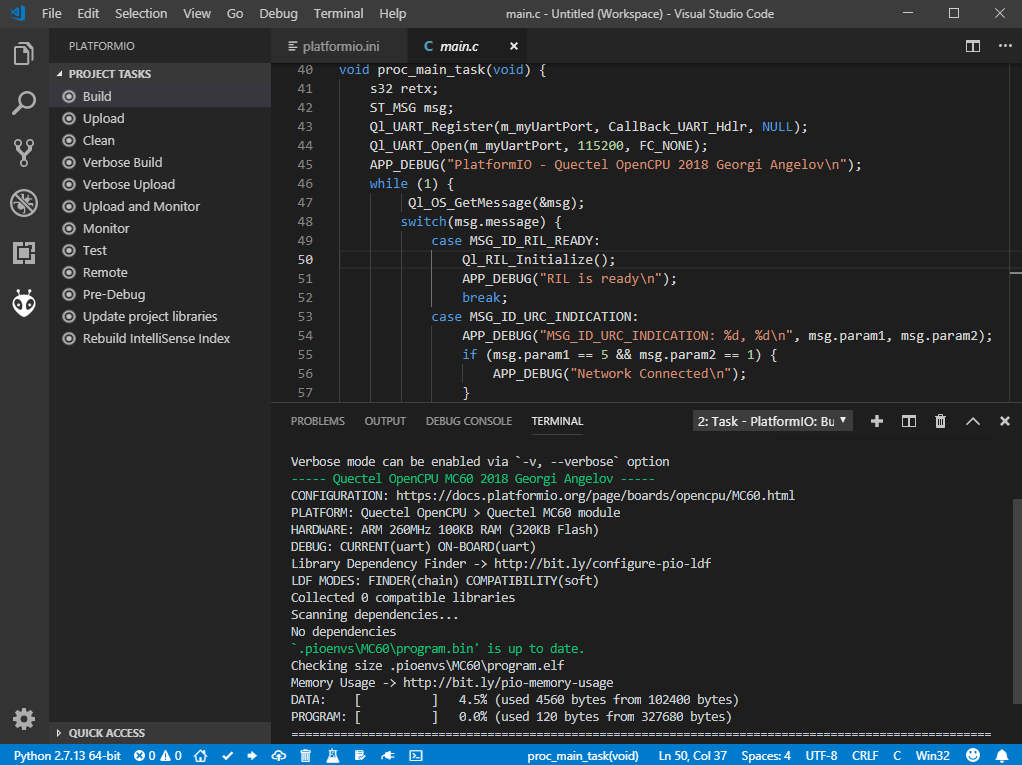 File Edit Selection View Go Debug Terminal Help main.c - Untitled (Workspace) - Visual Studio Code
PLATFORMIO
PROJECT TASKS
Build
Upload
Clean
Verbose Build
Verbose Upload
Upload and Monitor
Monitor
Test
Remote
Pre-Debug
Update project libraries
Rebuild IntelliSense Index
QUICK ACCESS
platformio.ini C main.c
40 void proc_main_task(void) {
41 s32 retx;
42 ST_MSG msg;
43 Ql_UART_Register(m_myUartPort, CallBack_UART_Hdlr, NULL);
44 Ql_UART_Open(m_myUartPort, 115200, FC_NONE);
45 APP_DEBUG("PlatformIO - Quectel OpenCPU 2018 Georgi Angelov\n");
46 while (1) {
47 Ql_OS_GetMessage(&msg);
48 switch(msg.message) {
49 case MSG_ID_RIL_READY:
50 Ql_RIL_Initialize();
51 APP_DEBUG("RIL is ready\n");
52 break;
53 case MSG_ID_URC_INDICATION:
54 APP_DEBUG("MSG_ID_URC_INDICATION: %d, %d\n", msg.param1, msg.param2);
55 if (msg.param1 == 5 && msg.param2 == 1) {
56 APP_DEBUG("Network Connected\n");
57 }
PROBLEMS OUTPUT DEBUG CONSOLE TERMINAL 2: Task - PlatformIO: Bu
Verbose mode can be enabled via `-v, --verbose` option
----- Quectel OpenCPU MC60 2018 Georgi Angelov -----
CONFIGURATION: https://docs.platformio.org/page/boards/opencpu/MC60.html
PLATFORM: Quectel OpenCPU > Quectel MC60 module
HARDWARE: ARM 260MHz 100KB RAM (320KB Flash)
DEBUG: CURRENT(uart) ON-BOARD(uart)
Library Dependency Finder -> http://bit.ly/configure-pio-ldf
LDF MODES: FINDER(chain) COMPATIBILITY(soft)
Collected 0 compatible libraries
Scanning dependencies...
No dependencies
`.pioenvs\MC60\program.bin' is up to date.
Checking size .pioenvs\MC60\program.elf
Memory Usage -> http://bit.ly/pio-memory-usage
DATA: [ ] 4.5% (used 4560 bytes from 102400 bytes)
PROGRAM: [ ] 0.0% (used 120 bytes from 327680 bytes)
====================================================================================================
Python 2.7.13 64-bit 0 0 proc_main_task(void) Ln 50, Col 37 Spaces: 4 UTF-8 CRLF C Win32